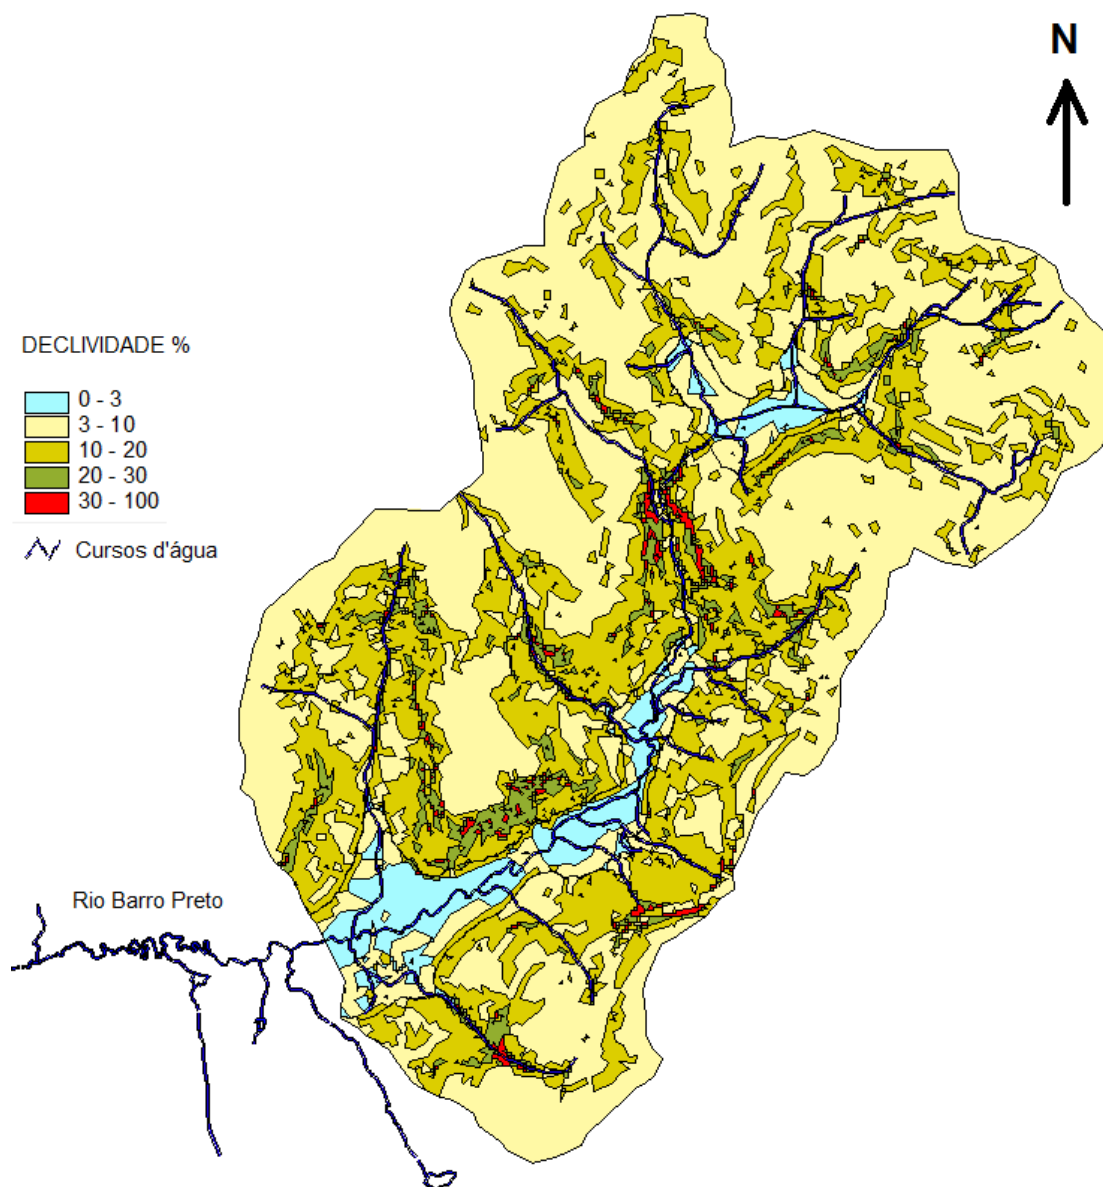 N
DECLIVIDADE %
0 - 3
3 - 10
10 - 20
20 - 30
30 - 100
Cursos d'água
Rio Barro Preto